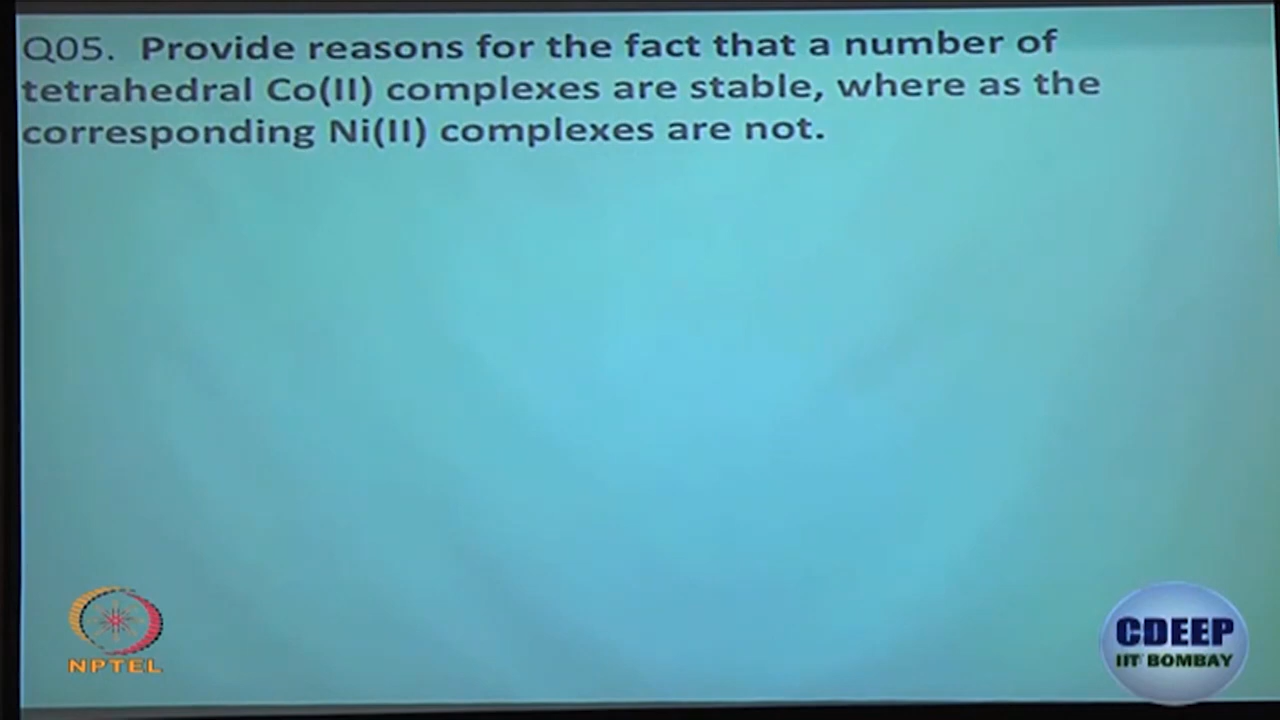 Q05. Provide reasons for the fact that a number of
tetrahedral Co(II) complexes are stable, where as the
corresponding Ni(II) complexes are not.
NPTEL
CDEEP
IIT BOMBAY